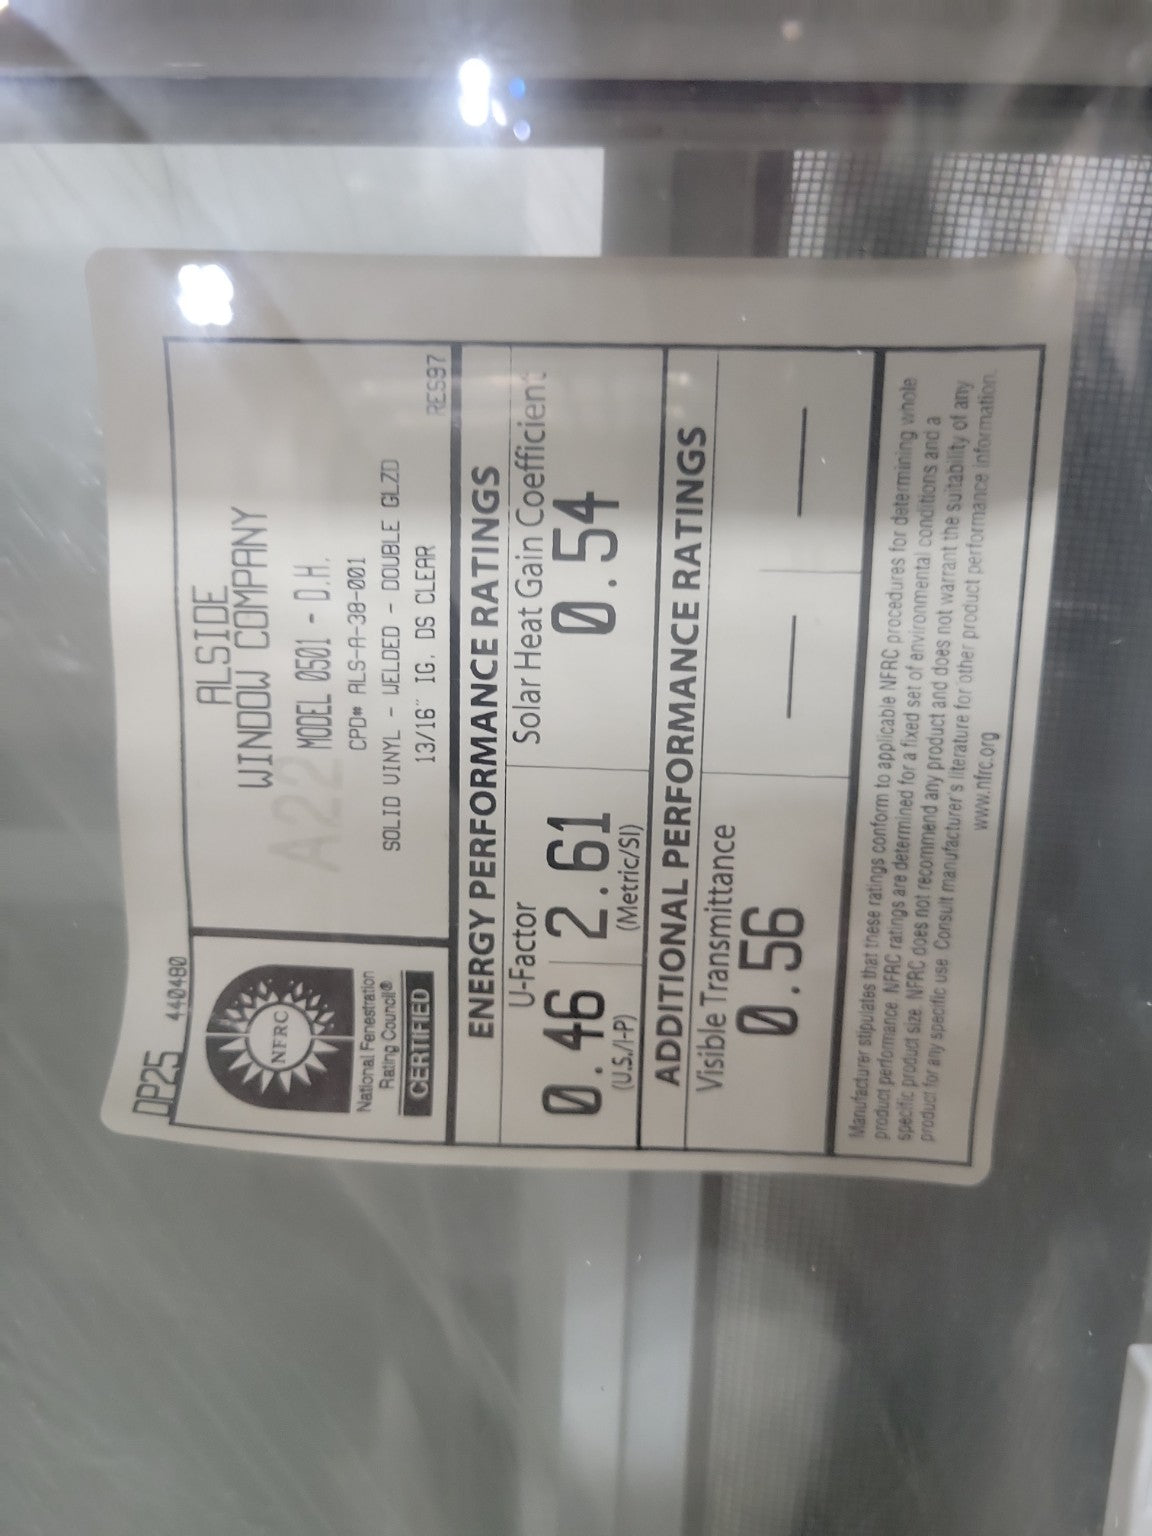 DP25 440480
ALSIDE
WINDOW COMPANY
A22
MODEL 0501 - D.H.
CPD# ALS-A-38-001
SOLID VINYL - WELDED - DOUBLE GLZD
13/16" IG. DS CLEAR
RES97
NFRC
National Fenestration
Rating Council®
CERTIFIED
ENERGY PERFORMANCE RATINGS
U-Factor
0.46 2.61
(U.S./I-P) (Metric/SI)
Solar Heat Gain Coefficient
0.54
ADDITIONAL PERFORMANCE RATINGS
Visible Transmittance
0.56
— —
Manufacturer stipulates that these ratings conform to applicable NFRC procedures for determining whole
product performance. NFRC ratings are determined for a fixed set of environmental conditions and a
specific product size. NFRC does not recommend any product and does not warrant the suitability of any
product for any specific use. Consult manufacturer's literature for other product performance information.
www.nfrc.org